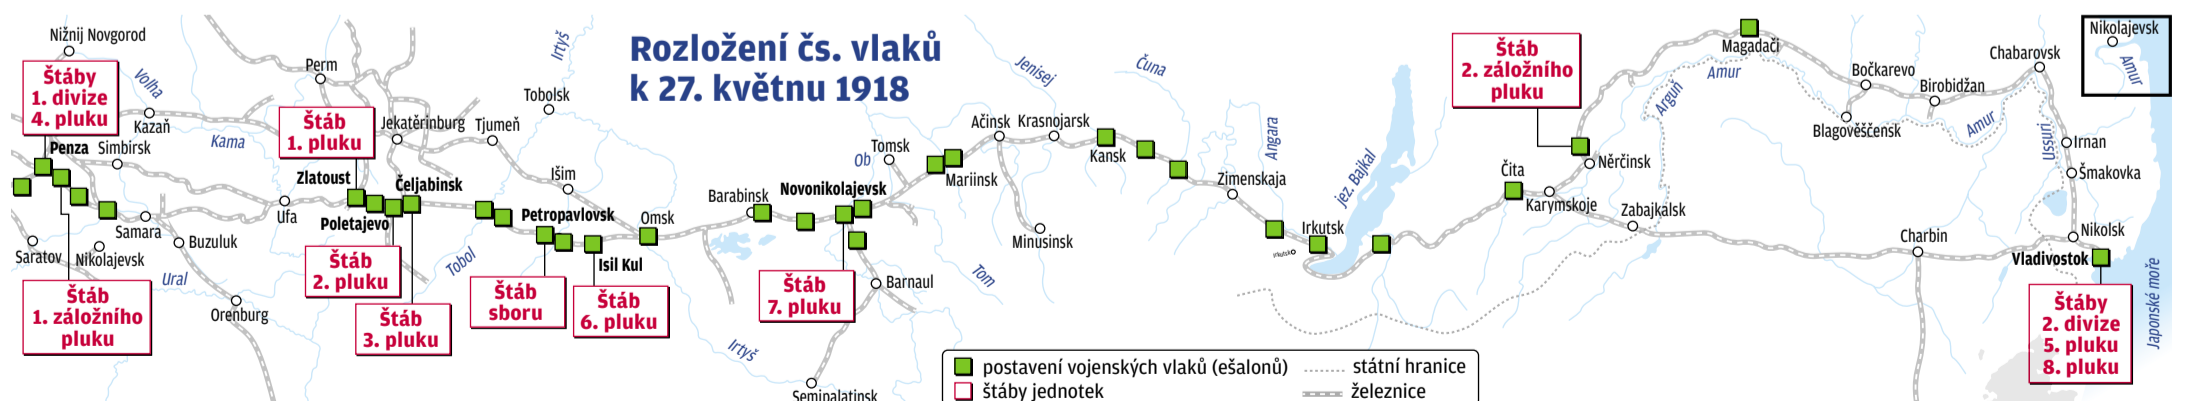 Rozložení čs. vlaků
k 27. květnu 1918
Nižnij Novgorod
Štáby
1. divize
4. pluku
Penza
Volha
Kazaň
Simbirsk
Kama
Perm
Štáb
1. pluku
Jekatěrinburg
Tjumeň
Tobolsk
Irtyš
Zlatoust
Čeljabinsk
Poletajevo
Ufa
Samara
Buzuluk
Saratov
Nikolajevsk
Ural
Orenburg
Štáb
1. záložního
pluku
Štáb
2. pluku
Štáb
3. pluku
Tobol
Išim
Petropavlovsk
Omsk
Isil Kul
Štáb
sboru
Štáb
6. pluku
Barabinsk
Novonikolajevsk
Ob
Tomsk
Mariinsk
Štáb
7. pluku
Barnaul
Irtyš
Semipalatinsk
Tom
Ačinsk
Krasnojarsk
Jenisej
Minusinsk
Kansk
Čuna
Zimenskaja
Angara
Irkutsk
Irkutsk
jez. Bajkal
Štáb
2. záložního
pluku
Čita
Karymskoje
Něrčinsk
Zabajkalsk
Arguň
Magadači
Amur
Bočkarevo
Blagověščensk
Birobidžan
Amur
Chabarovsk
Nikolajevsk
Amur
Ussuri
Irnan
Šmakovka
Nikolsk
Charbin
Vladivostok
Štáby
2. divize
5. pluku
8. pluku
Japonské moře
postavení vojenských vlaků (ešalonů)
štáby jednotek
státní hranice
železnice